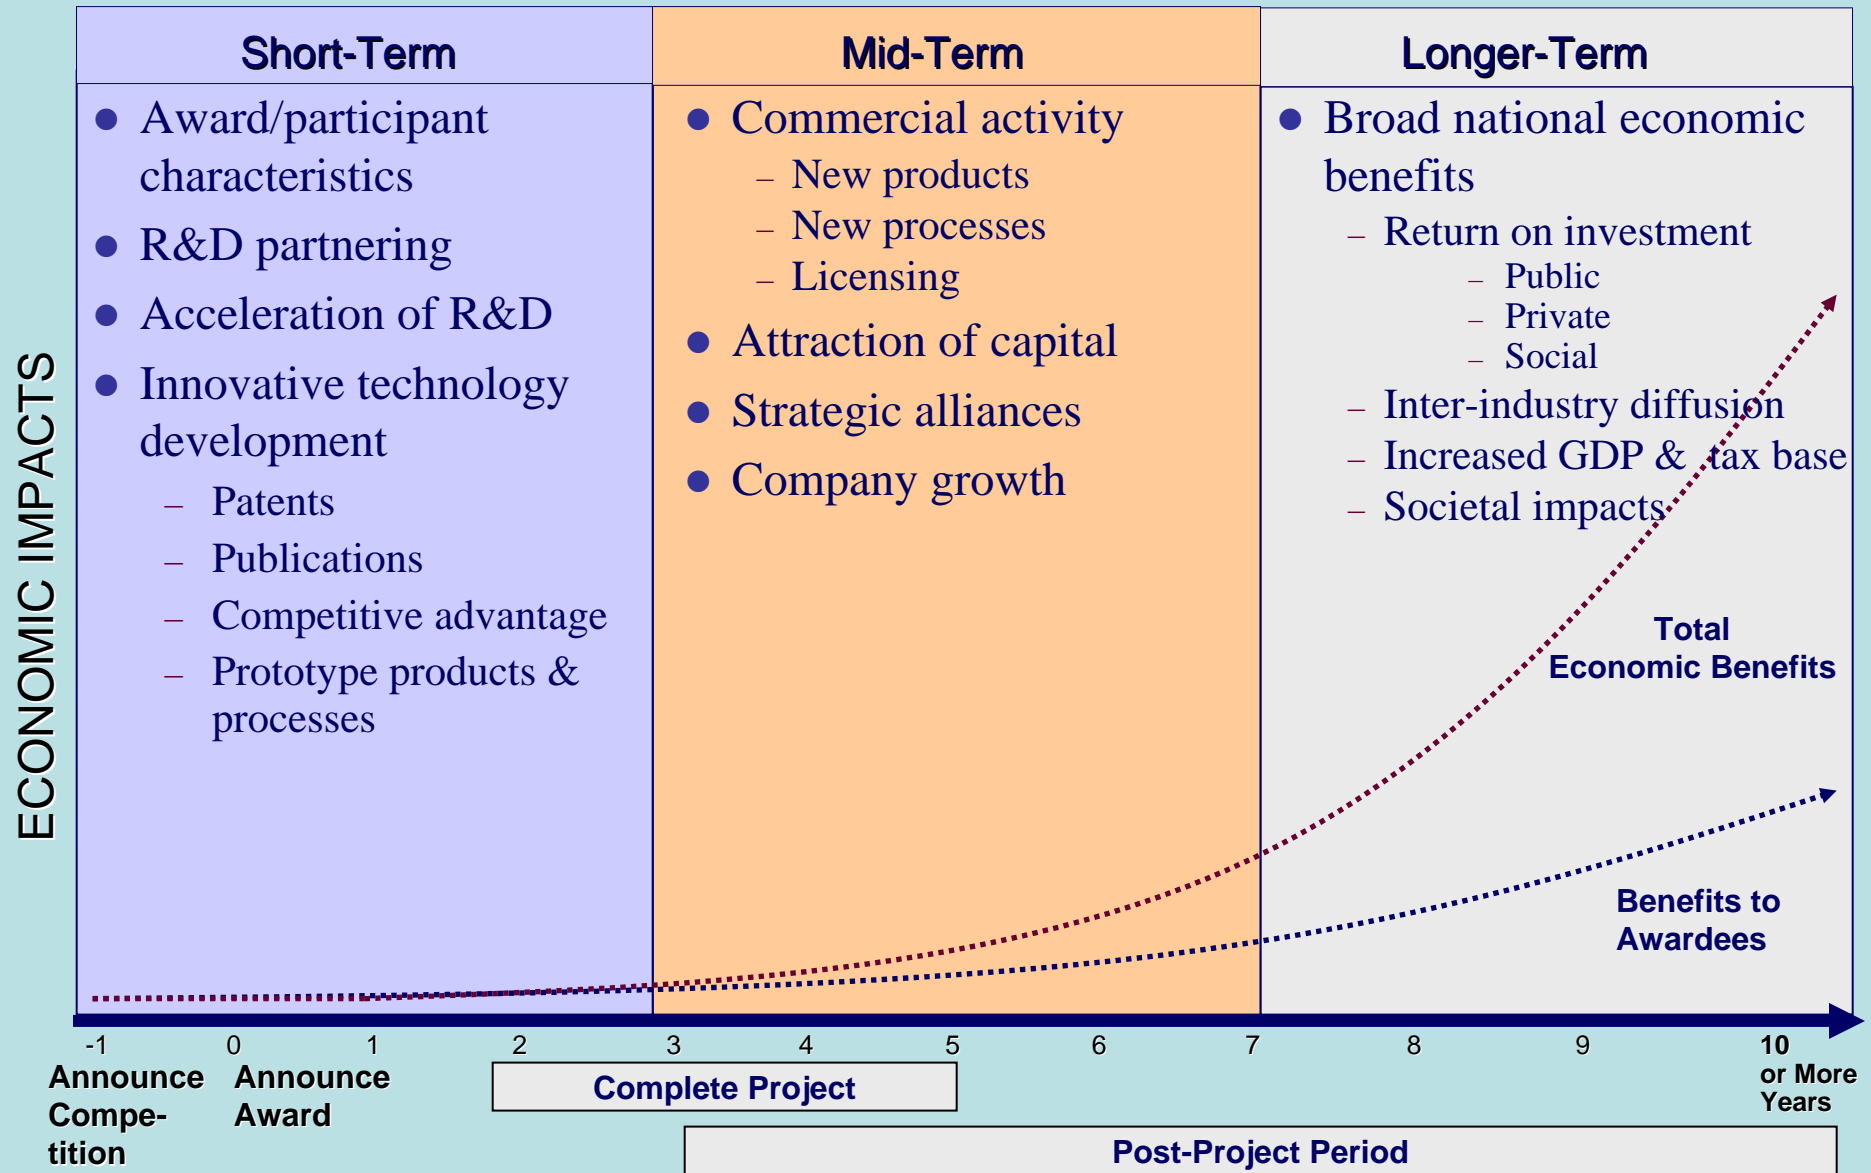 Short-Term
● Award/participant
characteristics
● R&D partnering
● Acceleration of R&D
● Innovative technology
development
– Patents
– Publications
– Competitive advantage
– Prototype products &
processes
Mid-Term
● Commercial activity
– New products
– New processes
– Licensing
● Attraction of capital
● Strategic alliances
● Company growth
Longer-Term
● Broad national economic
benefits
– Return on investment
– Public
– Private
– Social
– Inter-industry diffusion
– Increased GDP & tax base
– Societal impacts
ECONOMIC IMPACTS
Total
Economic Benefits
Benefits to
Awardees
-1 0 1 2 3 4 5 6 7 8 9 10
Announce
Compe-
tition
Announce
Award
or More
Years
Complete Project
Post-Project Period